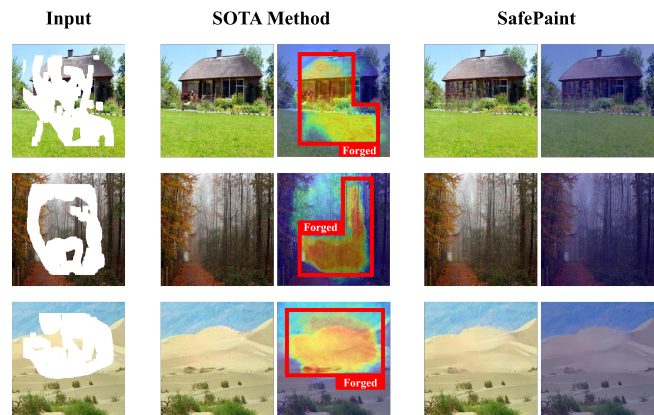 Input
SOTA Method
SafePaint
Forged
Forged
Forged